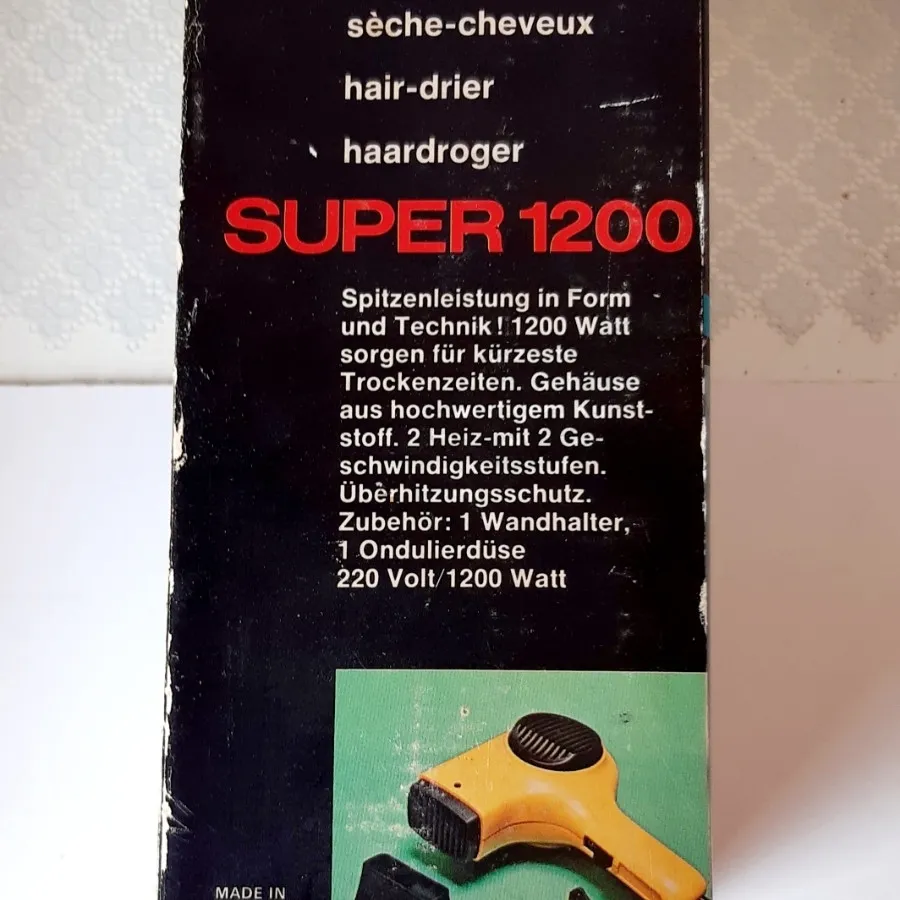 sèche-cheveux
hair-drier
haardroger
SUPER 1200
Spitzenleistung in Form
und Technik! 1200 Watt
sorgen für kürzeste
Trockenzeiten. Gehäuse
aus hochwertigem Kunst-
stoff. 2 Heiz-mit 2 Ge-
schwindigkeitsstufen.
Überhitzungsschutz.
Zubehör: 1 Wandhalter,
1 Ondulierdüse
220 Volt/1200 Watt
MADE IN